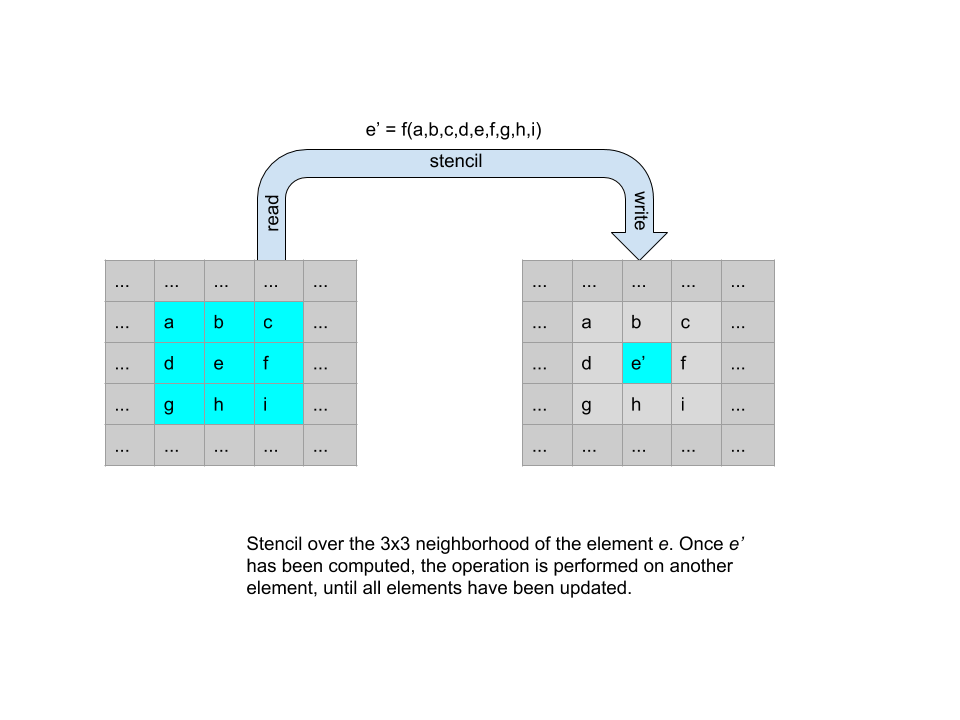 e’ = f(a,b,c,d,e,f,g,h,i)
stencil
read
write
... ... ... ... ...
... a b c ...
... d e f ...
... g h i ...
... ... ... ... ...
... ... ... ... ...
... a b c ...
... d e’ f ...
... g h i ...
... ... ... ... ...
Stencil over the 3x3 neighborhood of the element e. Once e’
has been computed, the operation is performed on another
element, until all elements have been updated.